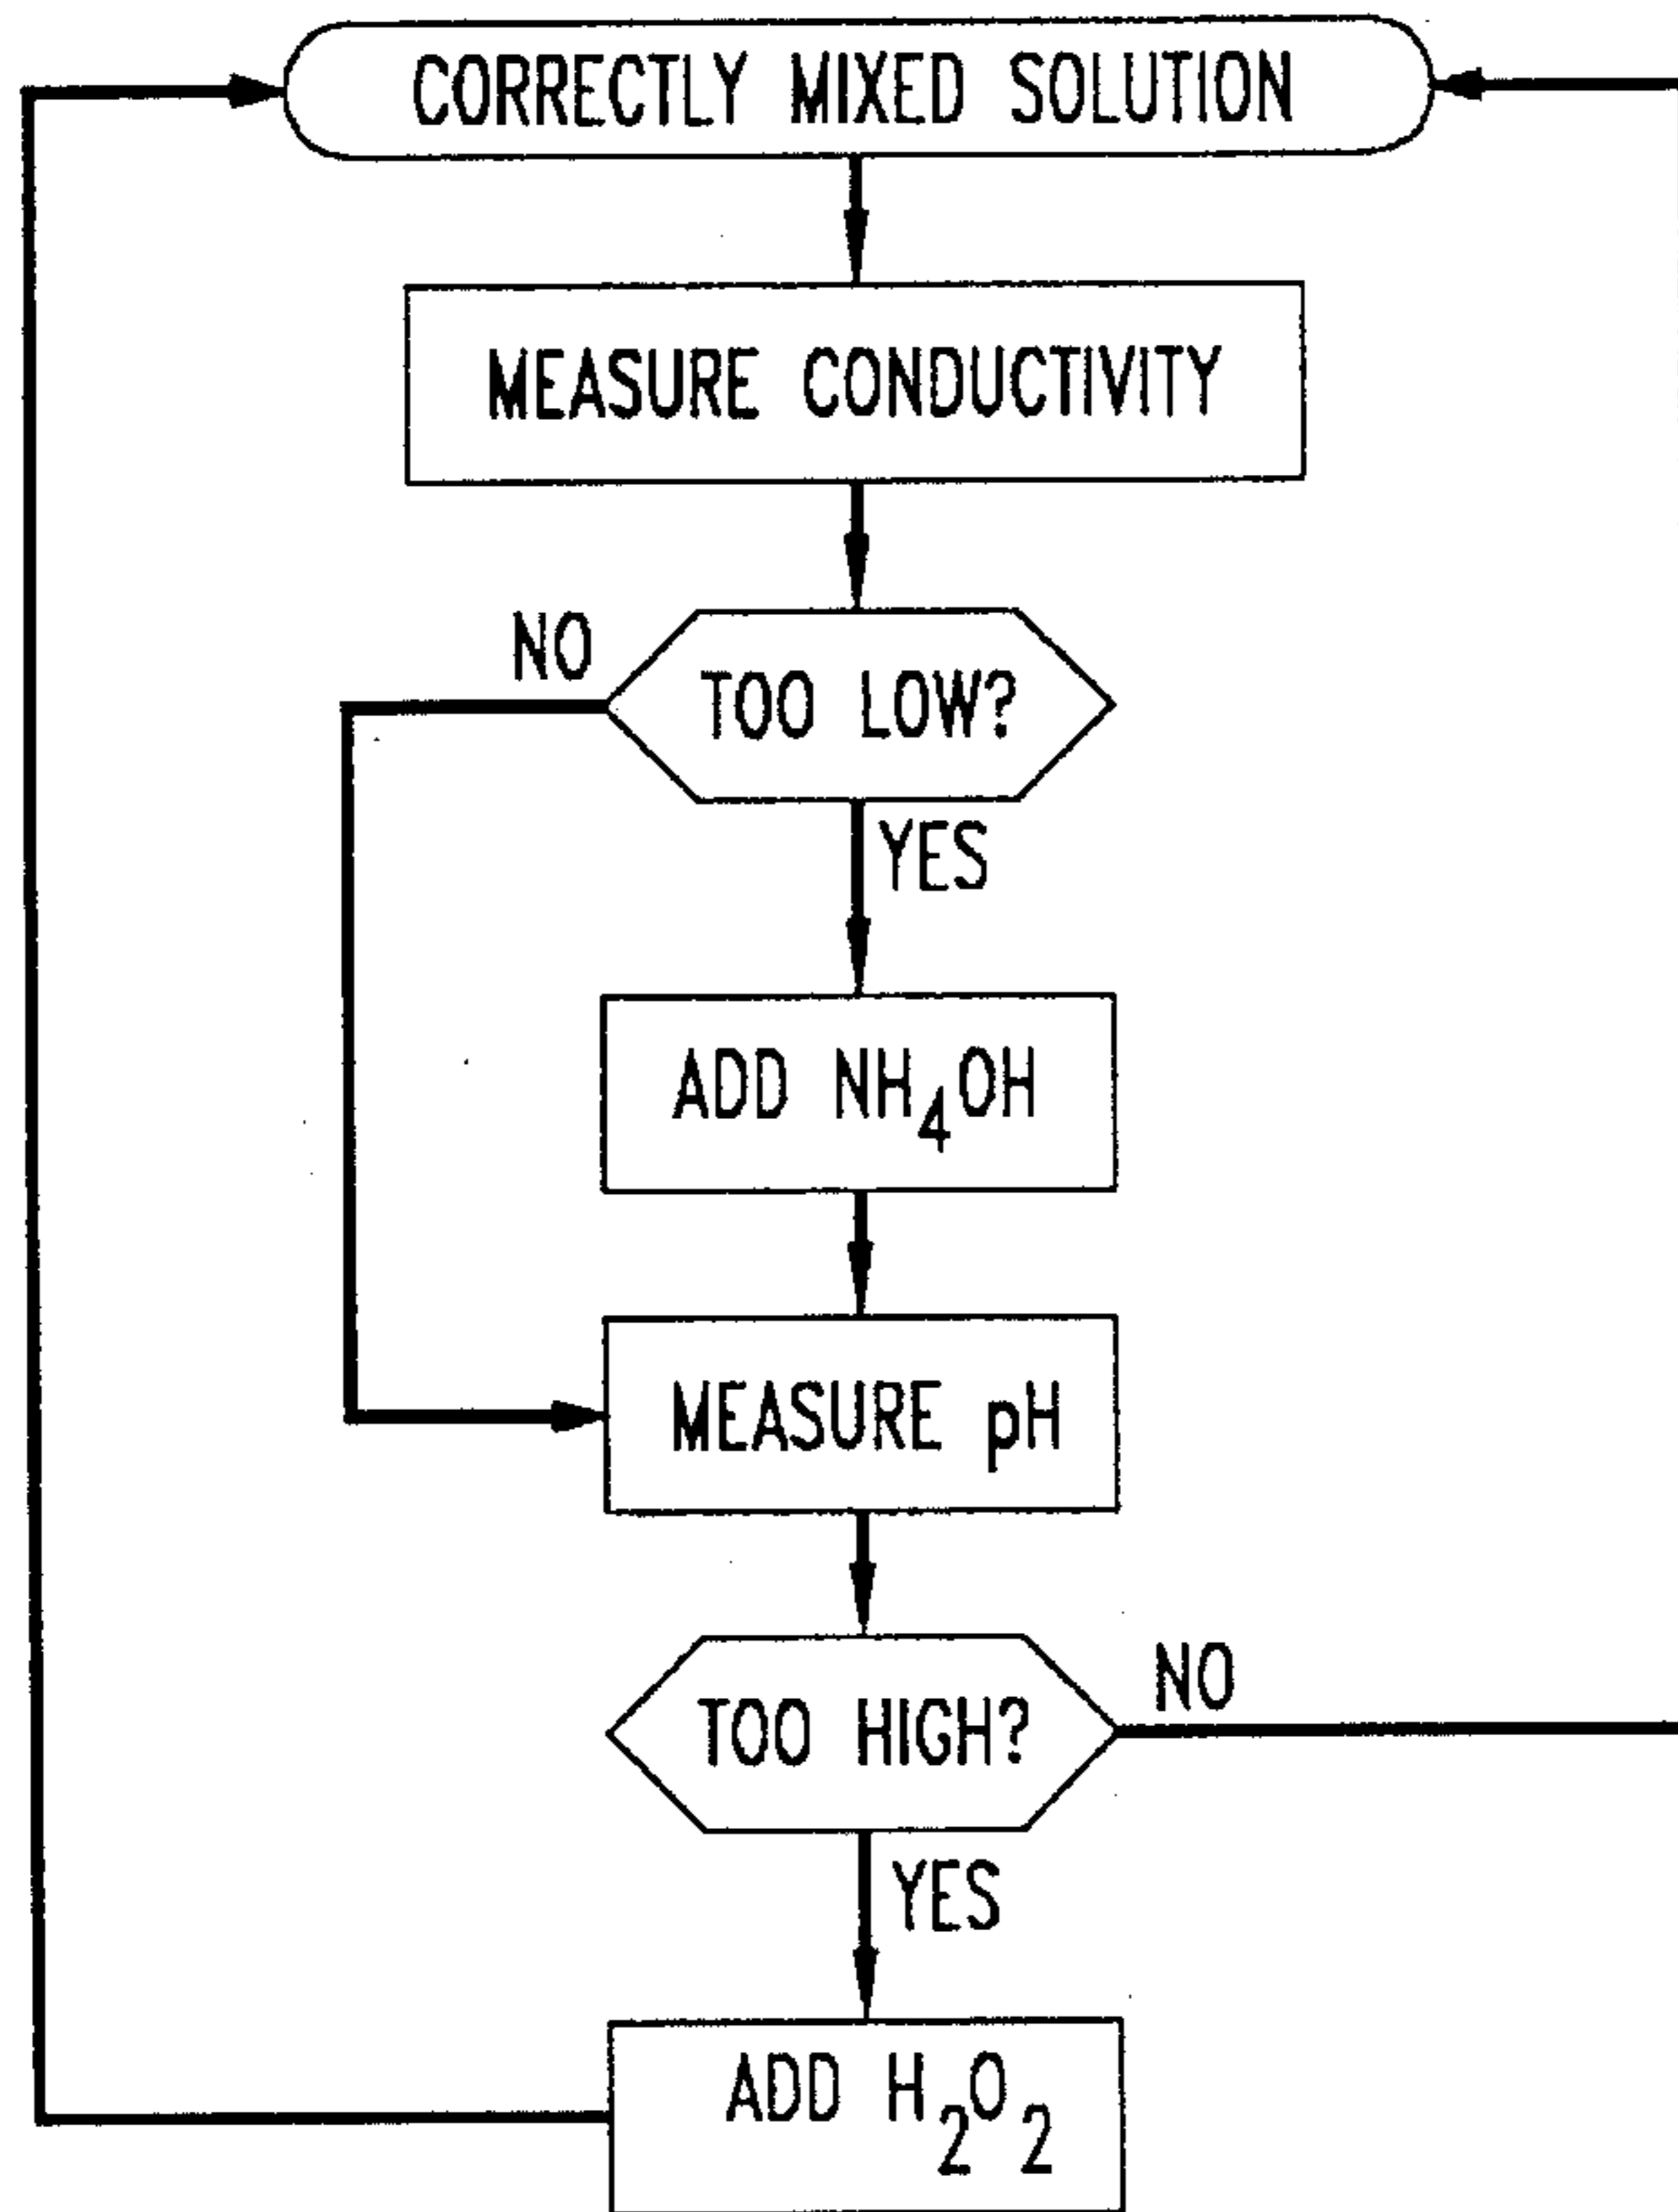 CORRECTLY MIXED SOLUTION
MEASURE CONDUCTIVITY
NO
TOO LOW?
YES
ADD NH₄OH
MEASURE pH
NO
TOO HIGH?
YES
ADD H₂O₂